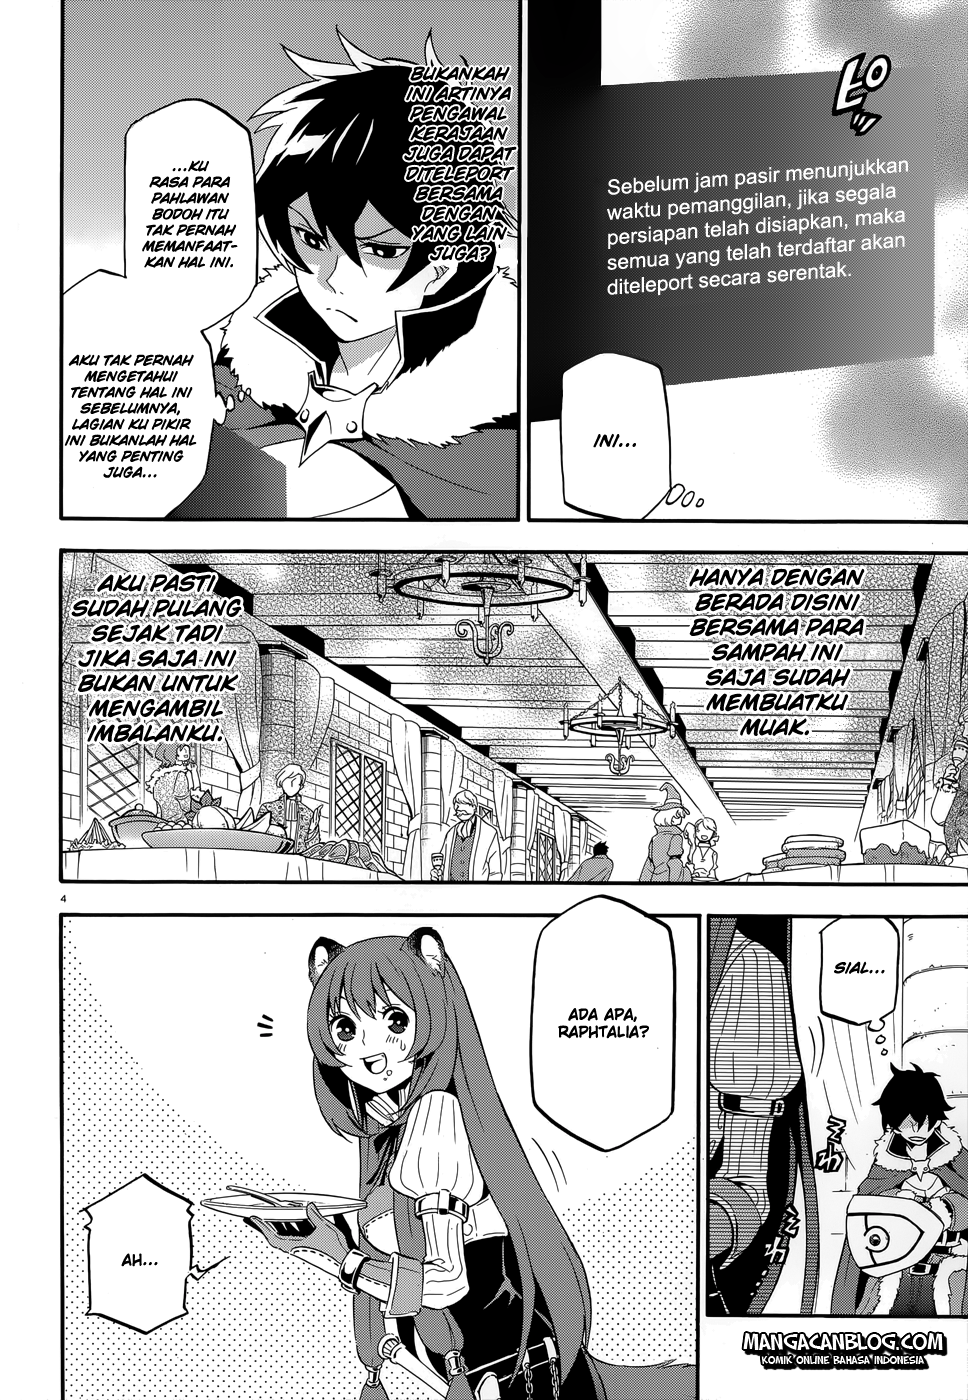 ピロッ
Sebelum jam pasir menunjukkan
waktu pemanggilan, jika segala
persiapan telah disiapkan, maka
semua yang telah terdaftar akan
diteleport secara serentak.
INI...
BUKANKAH
INI ARTINYA
PENGAWAL
KERAJAAN
JUGA DAPAT
DITELEPORT
BERSAMA
DENGAN
YANG LAIN
JUGA?
...KU
RASA PARA
PAHLAWAN
BODOH ITU
TAK PERNAH
MEMANFAAT-
KAN HAL INI.
AKU TAK PERNAH
MENGETAHUI
TENTANG HAL INI
SEBELUMNYA,
LAGIAN KU PIKIR
INI BUKANLAH HAL
YANG PENTING
JUGA...
HANYA DENGAN
BERADA DISINI
BERSAMA PARA
SAMPAH INI
SAJA SUDAH
MEMBUATKU
MUAK.
AKU PASTI
SUDAH PULANG
SEJAK TADI
JIKA SAJA INI
BUKAN UNTUK
MENGAMBIL
IMBALANKU.
4
SIAL...
ADA APA,
RAPHTALIA?
AH...
MANGACANBLOG.COM
KOMIK ONLINE BAHASA INDONESIA